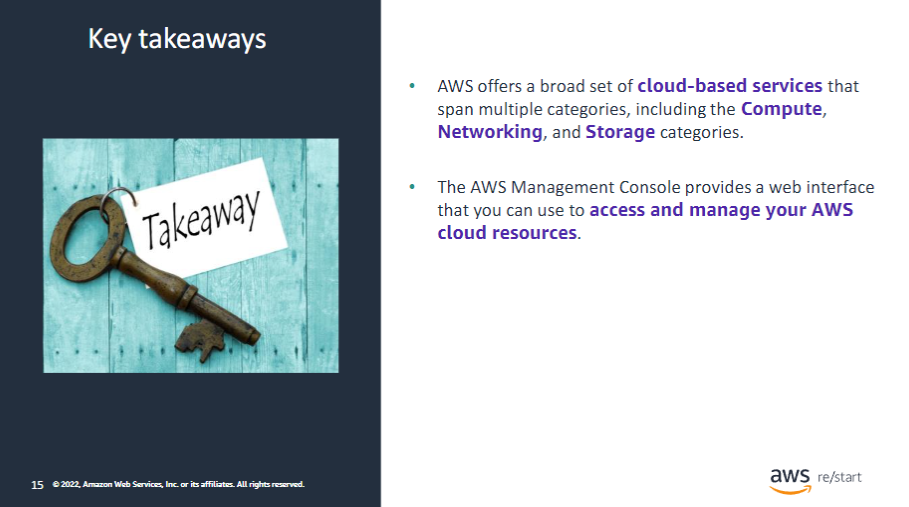 Key takeaways
Takeaway
• AWS offers a broad set of cloud-based services that
span multiple categories, including the Compute,
Networking, and Storage categories.
• The AWS Management Console provides a web interface
that you can use to access and manage your AWS
cloud resources.
15 © 2022, Amazon Web Services, Inc. or its affiliates. All rights reserved.
aws re/start